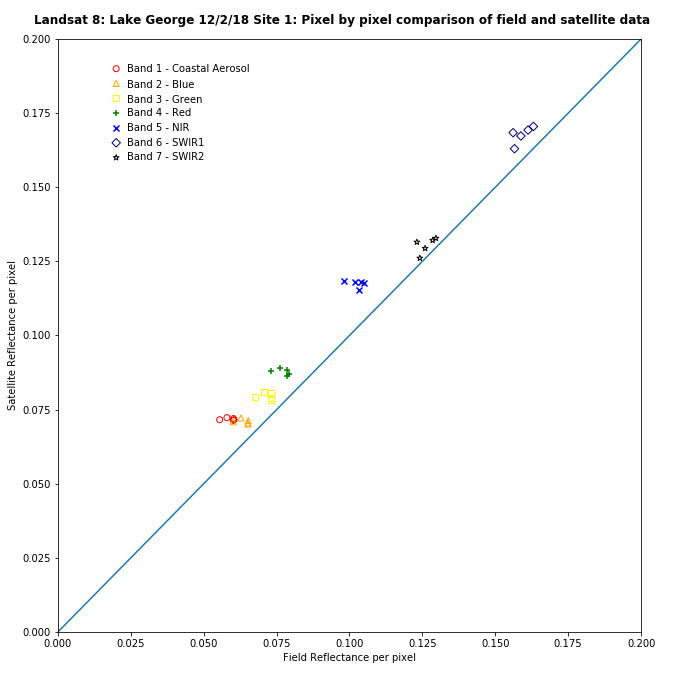 Landsat 8: Lake George 12/2/18 Site 1: Pixel by pixel comparison of field and satellite data
0.200
0.175
0.150
0.125
0.100
0.075
0.050
0.025
0.000
Satellite Reflectance per pixel
Band 1 - Coastal Aerosol
Band 2 - Blue
Band 3 - Green
Band 4 - Red
Band 5 - NIR
Band 6 - SWIR1
Band 7 - SWIR2
0.000 0.025 0.050 0.075 0.100 0.125 0.150 0.175 0.200
Field Reflectance per pixel